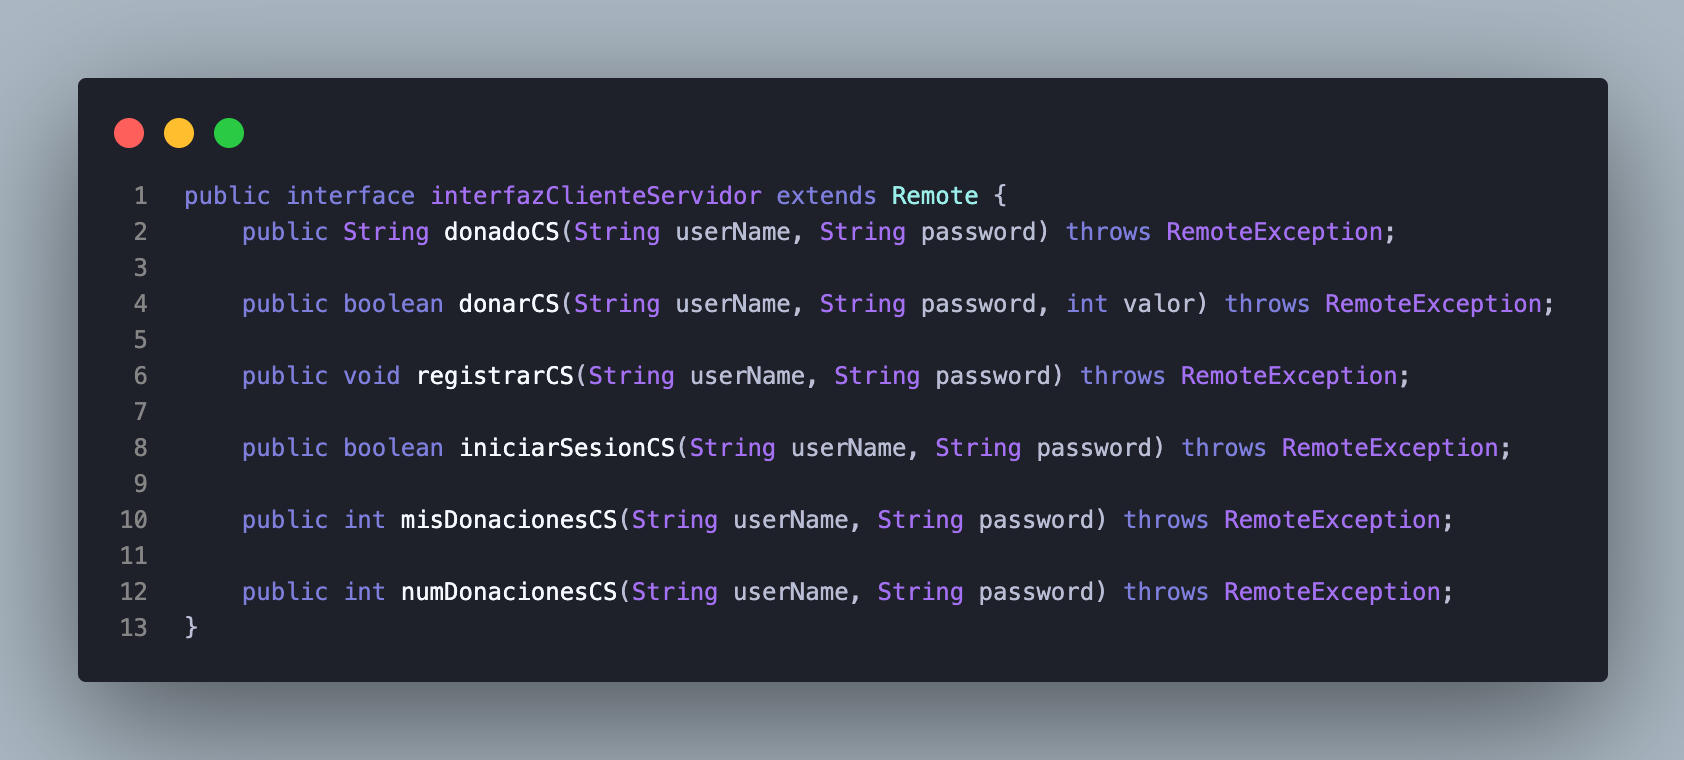 1 public interface interfazClienteServidor extends Remote {
2     public String donadoCS(String userName, String password) throws RemoteException;
3
4     public boolean donarCS(String userName, String password, int valor) throws RemoteException;
5
6     public void registrarCS(String userName, String password) throws RemoteException;
7
8     public boolean iniciarSesionCS(String userName, String password) throws RemoteException;
9
10     public int misDonacionesCS(String userName, String password) throws RemoteException;
11
12     public int numDonacionesCS(String userName, String password) throws RemoteException;
13 }